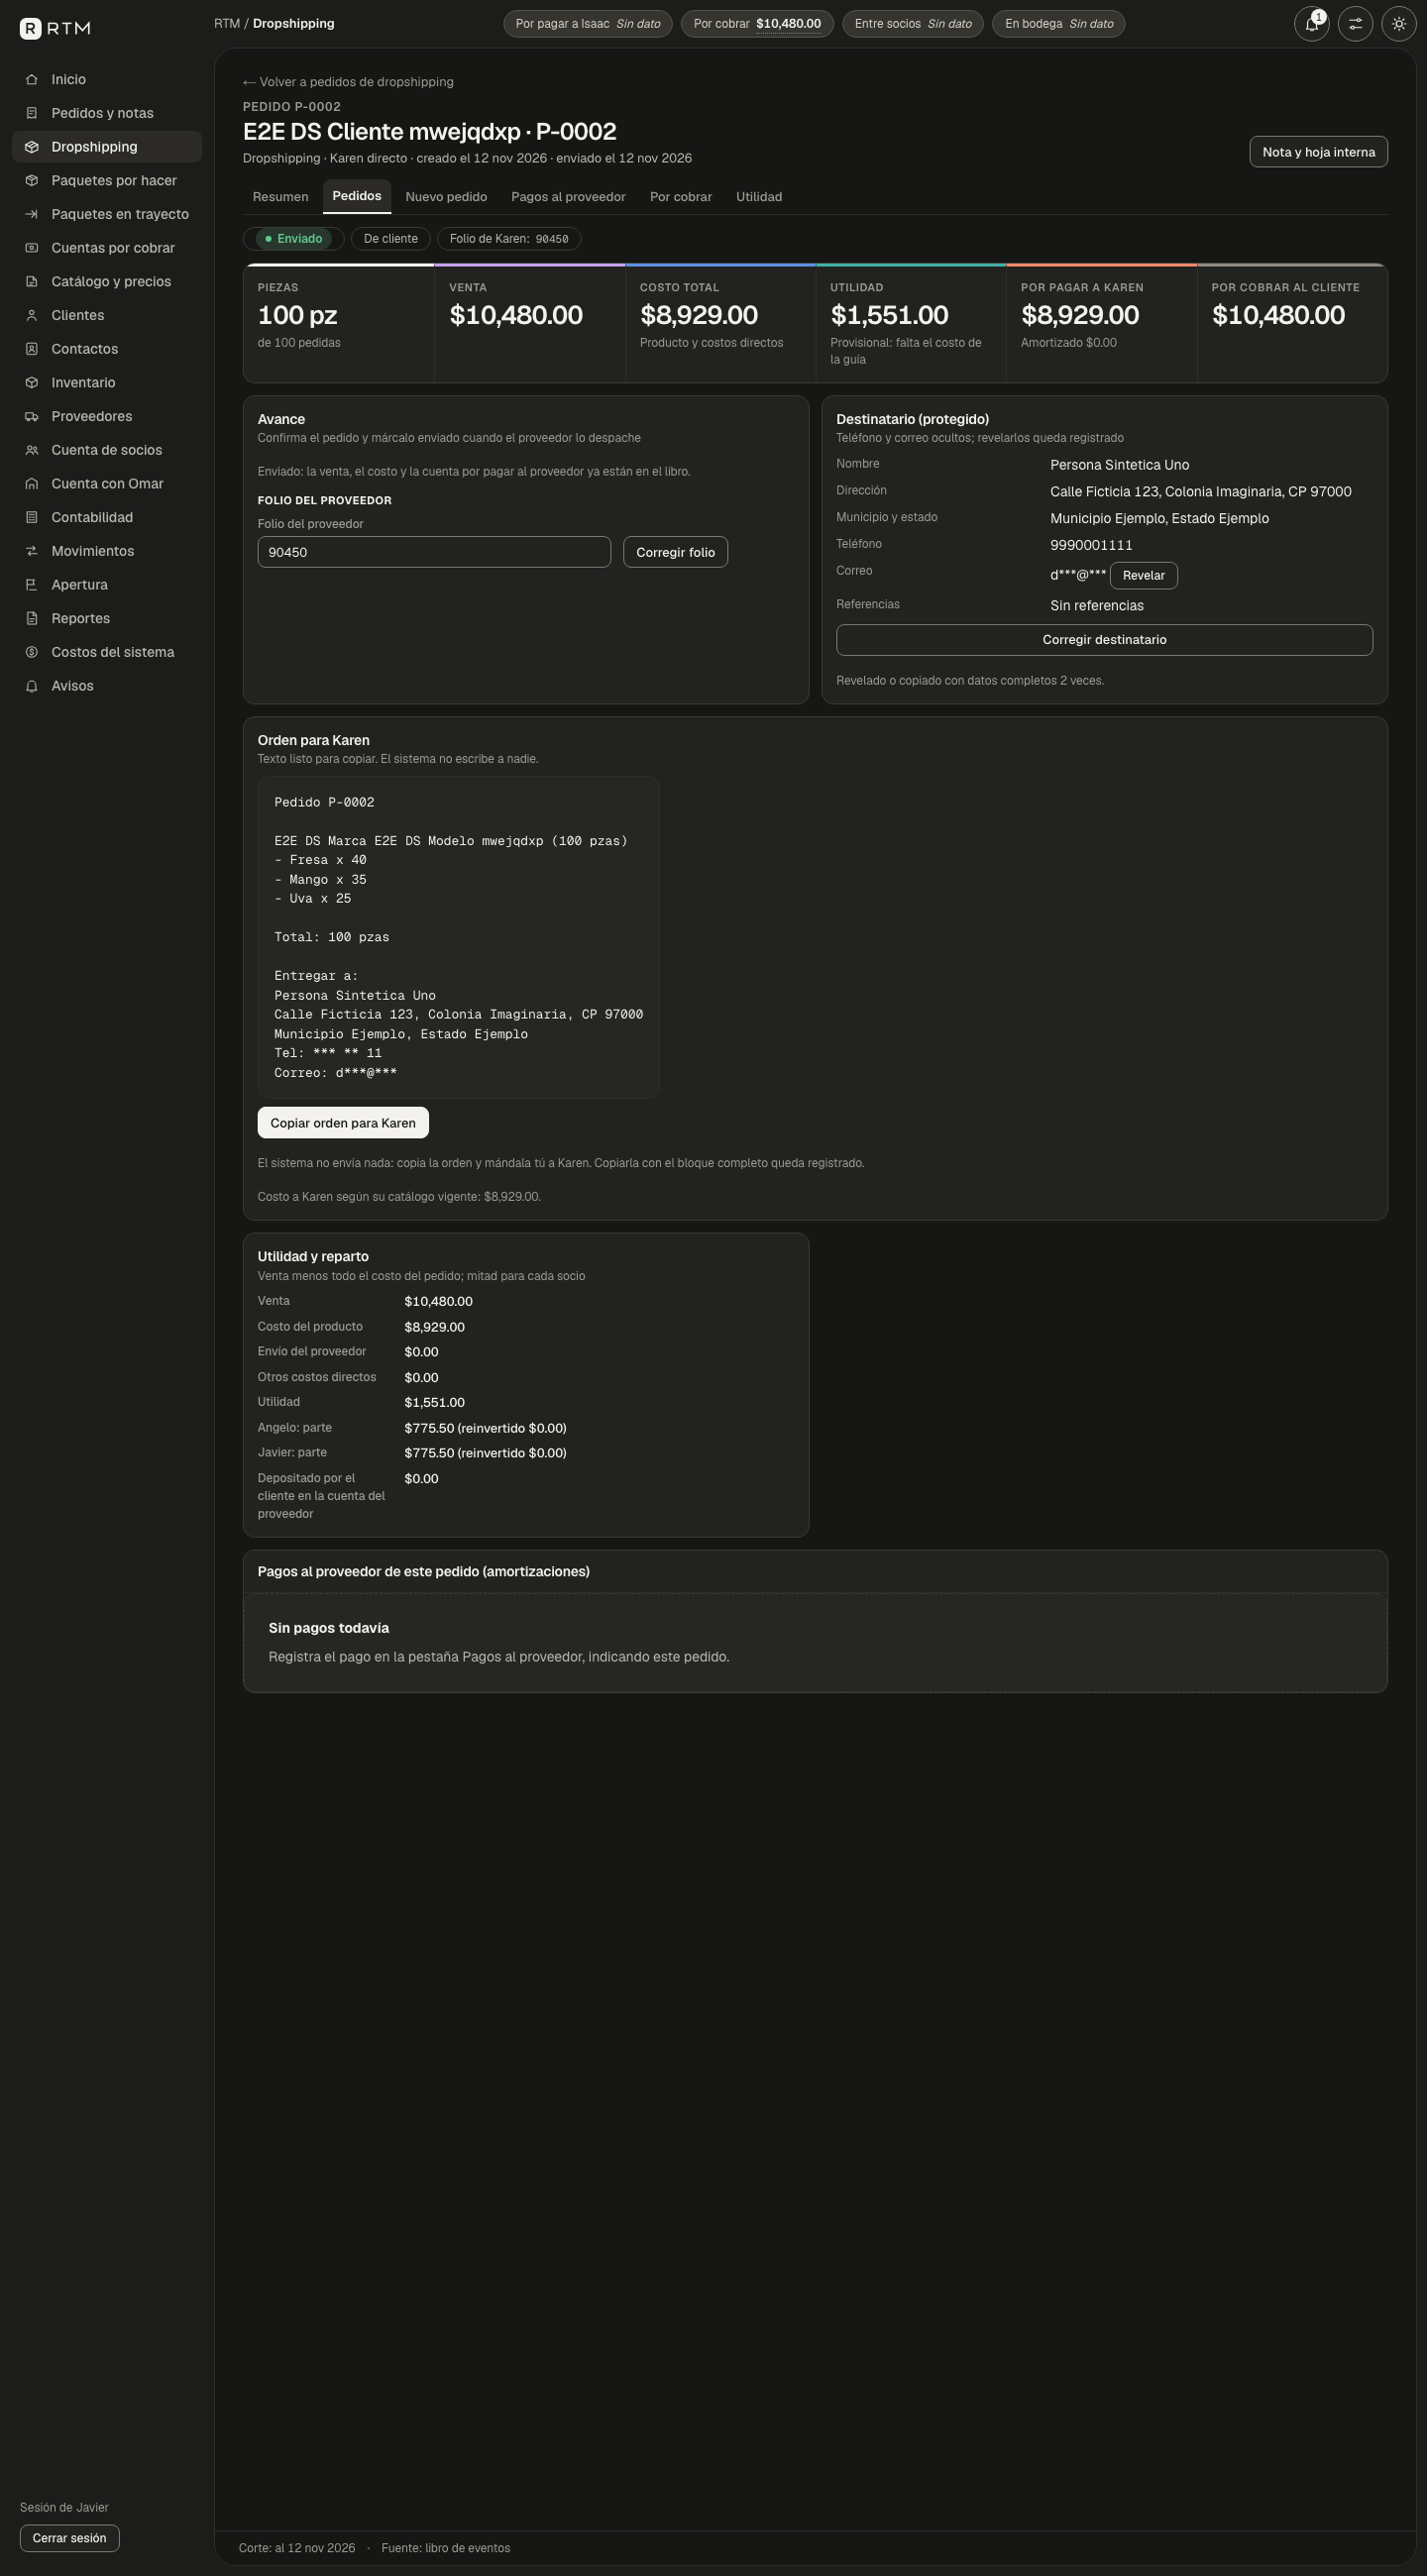 R RTM
Inicio
Pedidos y notas
Dropshipping
Paquetes por hacer
Paquetes en trayecto
Cuentas por cobrar
Catálogo y precios
Clientes
Contactos
Inventario
Proveedores
Cuenta de socios
Cuenta con Omar
Contabilidad
Movimientos
Apertura
Reportes
Costos del sistema
Avisos
Sesión de Javier
Cerrar sesión
RTM / Dropshipping
Por pagar a Isaac Sin dato
Por cobrar $10,480.00
Entre socios Sin dato
En bodega Sin dato
1
← Volver a pedidos de dropshipping
PEDIDO P-0002
E2E DS Cliente mwejqdxp · P-0002
Dropshipping · Karen directo · creado el 12 nov 2026 · enviado el 12 nov 2026
Nota y hoja interna
Resumen
Pedidos
Nuevo pedido
Pagos al proveedor
Por cobrar
Utilidad
Enviado
De cliente
Folio de Karen: 90450
PIEZAS
100 pz
de 100 pedidas
VENTA
$10,480.00
COSTO TOTAL
$8,929.00
Producto y costos directos
UTILIDAD
$1,551.00
Provisional: falta el costo de
la guía
POR PAGAR A KAREN
$8,929.00
Amortizado $0.00
POR COBRAR AL CLIENTE
$10,480.00
Avance
Confirma el pedido y márcalo enviado cuando el proveedor lo despache
Enviado: la venta, el costo y la cuenta por pagar al proveedor ya están en el libro.
FOLIO DEL PROVEEDOR
Folio del proveedor
90450
Corregir folio
Destinatario (protegido)
Teléfono y correo ocultos; revelarlos queda registrado
Nombre Persona Sintetica Uno
Dirección Calle Ficticia 123, Colonia Imaginaria, CP 97000
Municipio y estado Municipio Ejemplo, Estado Ejemplo
Teléfono 9990001111
Correo d***@*** Revelar
Referencias Sin referencias
Corregir destinatario
Revelado o copiado con datos completos 2 veces.
Orden para Karen
Texto listo para copiar. El sistema no escribe a nadie.
Pedido P-0002
E2E DS Marca E2E DS Modelo mwejqdxp (100 pzas)
- Fresa x 40
- Mango x 35
- Uva x 25
Total: 100 pzas
Entregar a:
Persona Sintetica Uno
Calle Ficticia 123, Colonia Imaginaria, CP 97000
Municipio Ejemplo, Estado Ejemplo
Tel: *** ** 11
Correo: d***@***
Copiar orden para Karen
El sistema no envía nada: copia la orden y mándala tú a Karen. Copiarla con el bloque completo queda registrado.
Costo a Karen según su catálogo vigente: $8,929.00.
Utilidad y reparto
Venta menos todo el costo del pedido; mitad para cada socio
Venta $10,480.00
Costo del producto $8,929.00
Envío del proveedor $0.00
Otros costos directos $0.00
Utilidad $1,551.00
Angelo: parte $775.50 (reinvertido $0.00)
Javier: parte $775.50 (reinvertido $0.00)
Depositado por el $0.00
cliente en la cuenta del
proveedor
Pagos al proveedor de este pedido (amortizaciones)
Sin pagos todavía
Registra el pago en la pestaña Pagos al proveedor, indicando este pedido.
Corte: al 12 nov 2026 · Fuente: libro de eventos